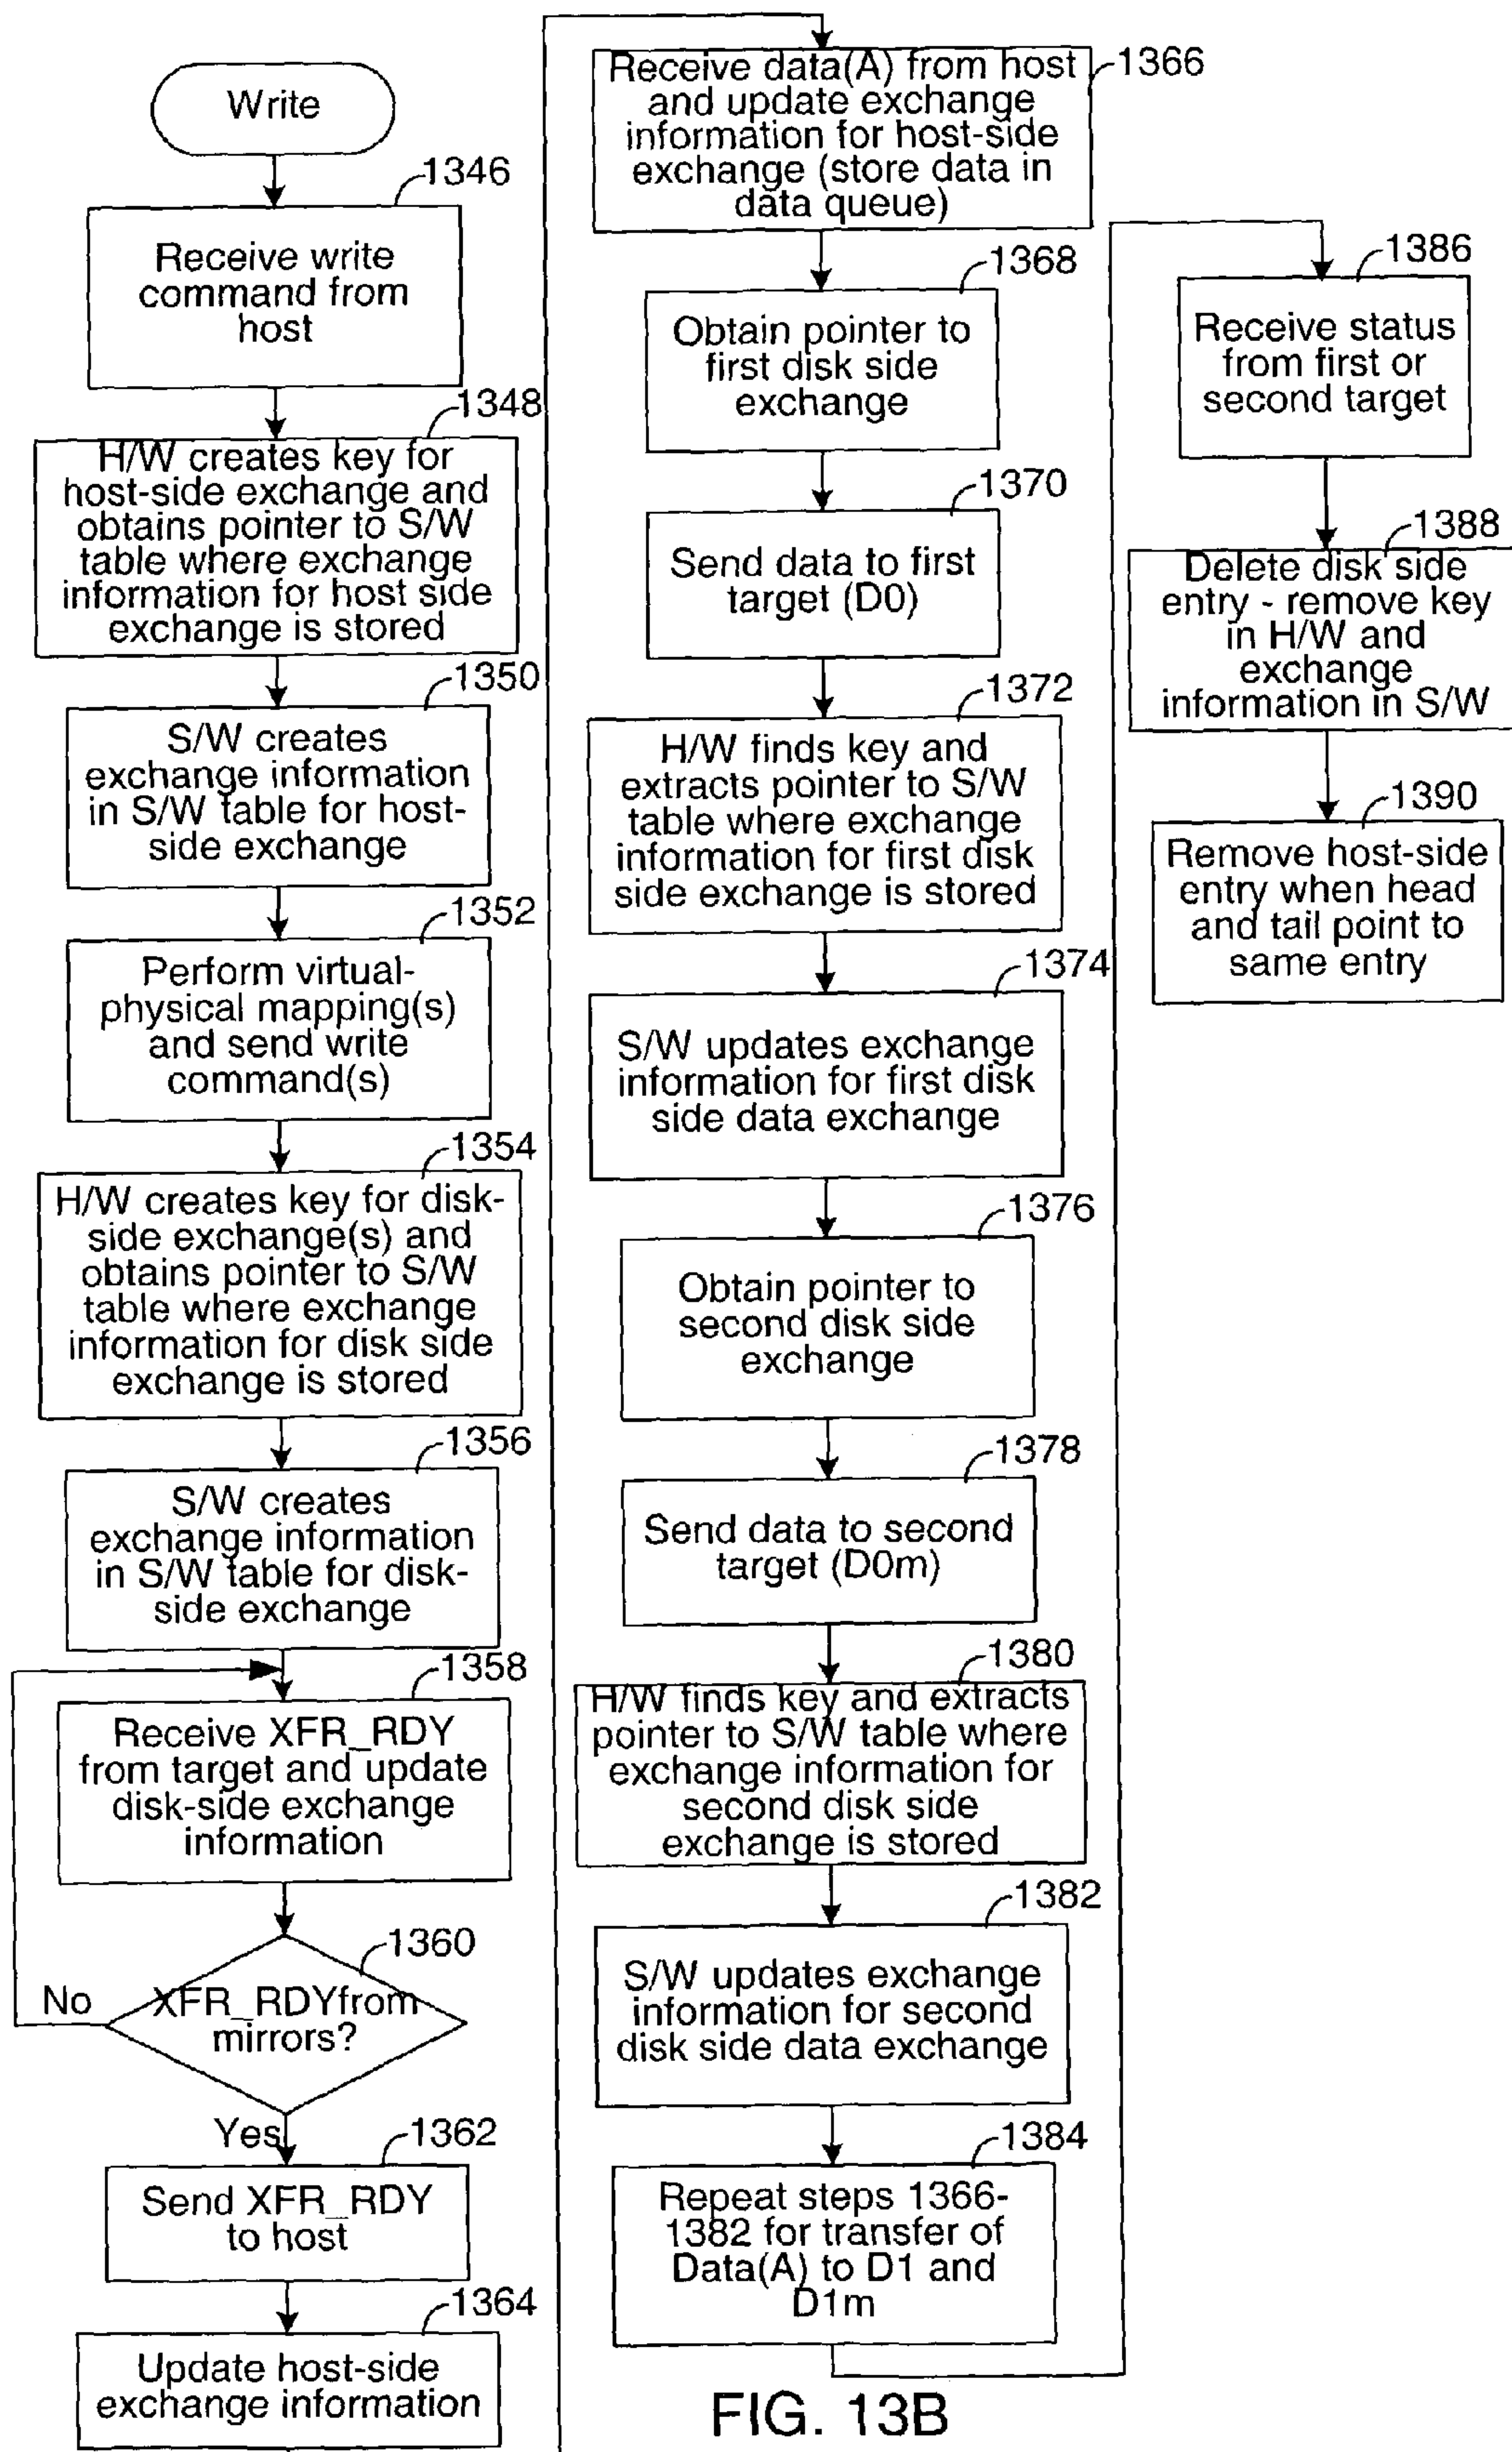 Write
1346
Receive write
command from
host
1348
H/W creates key for
host-side exchange and
obtains pointer to S/W
table where exchange
information for host side
exchange is stored
1350
S/W creates
exchange information
in S/W table for host-
side exchange
1352
Perform virtual-
physical mapping(s)
and send write
command(s)
1354
H/W creates key for disk-
side exchange(s) and
obtains pointer to S/W
table where exchange
information for disk side
exchange is stored
1356
S/W creates
exchange information
in S/W table for disk-
side exchange
1358
Receive XFR_RDY
from target and update
disk-side exchange
information
1360
XFR_RDYfrom
mirrors?
No
Yes
1362
Send XFR_RDY
to host
1364
Update host-side
exchange information
1366
Receive data(A) from host
and update exchange
information for host-side
exchange (store data in
data queue)
1368
Obtain pointer to
first disk side
exchange
1370
Send data to first
target (D0)
1372
H/W finds key and
extracts pointer to S/W
table where exchange
information for first disk
side exchange is stored
1374
S/W updates exchange
information for first disk
side data exchange
1376
Obtain pointer to
second disk side
exchange
1378
Send data to second
target (D0m)
1380
H/W finds key and extracts
pointer to S/W table where
exchange information for
second disk side
exchange is stored
1382
S/W updates exchange
information for second
disk side data exchange
1384
Repeat steps 1366-
1382 for transfer of
Data(A) to D1 and
D1m
1386
Receive status
from first or
second target
1388
Delete disk side
entry - remove key
in H/W and
exchange
information in S/W
1390
Remove host-side
entry when head
and tail point to
same entry
FIG. 13B